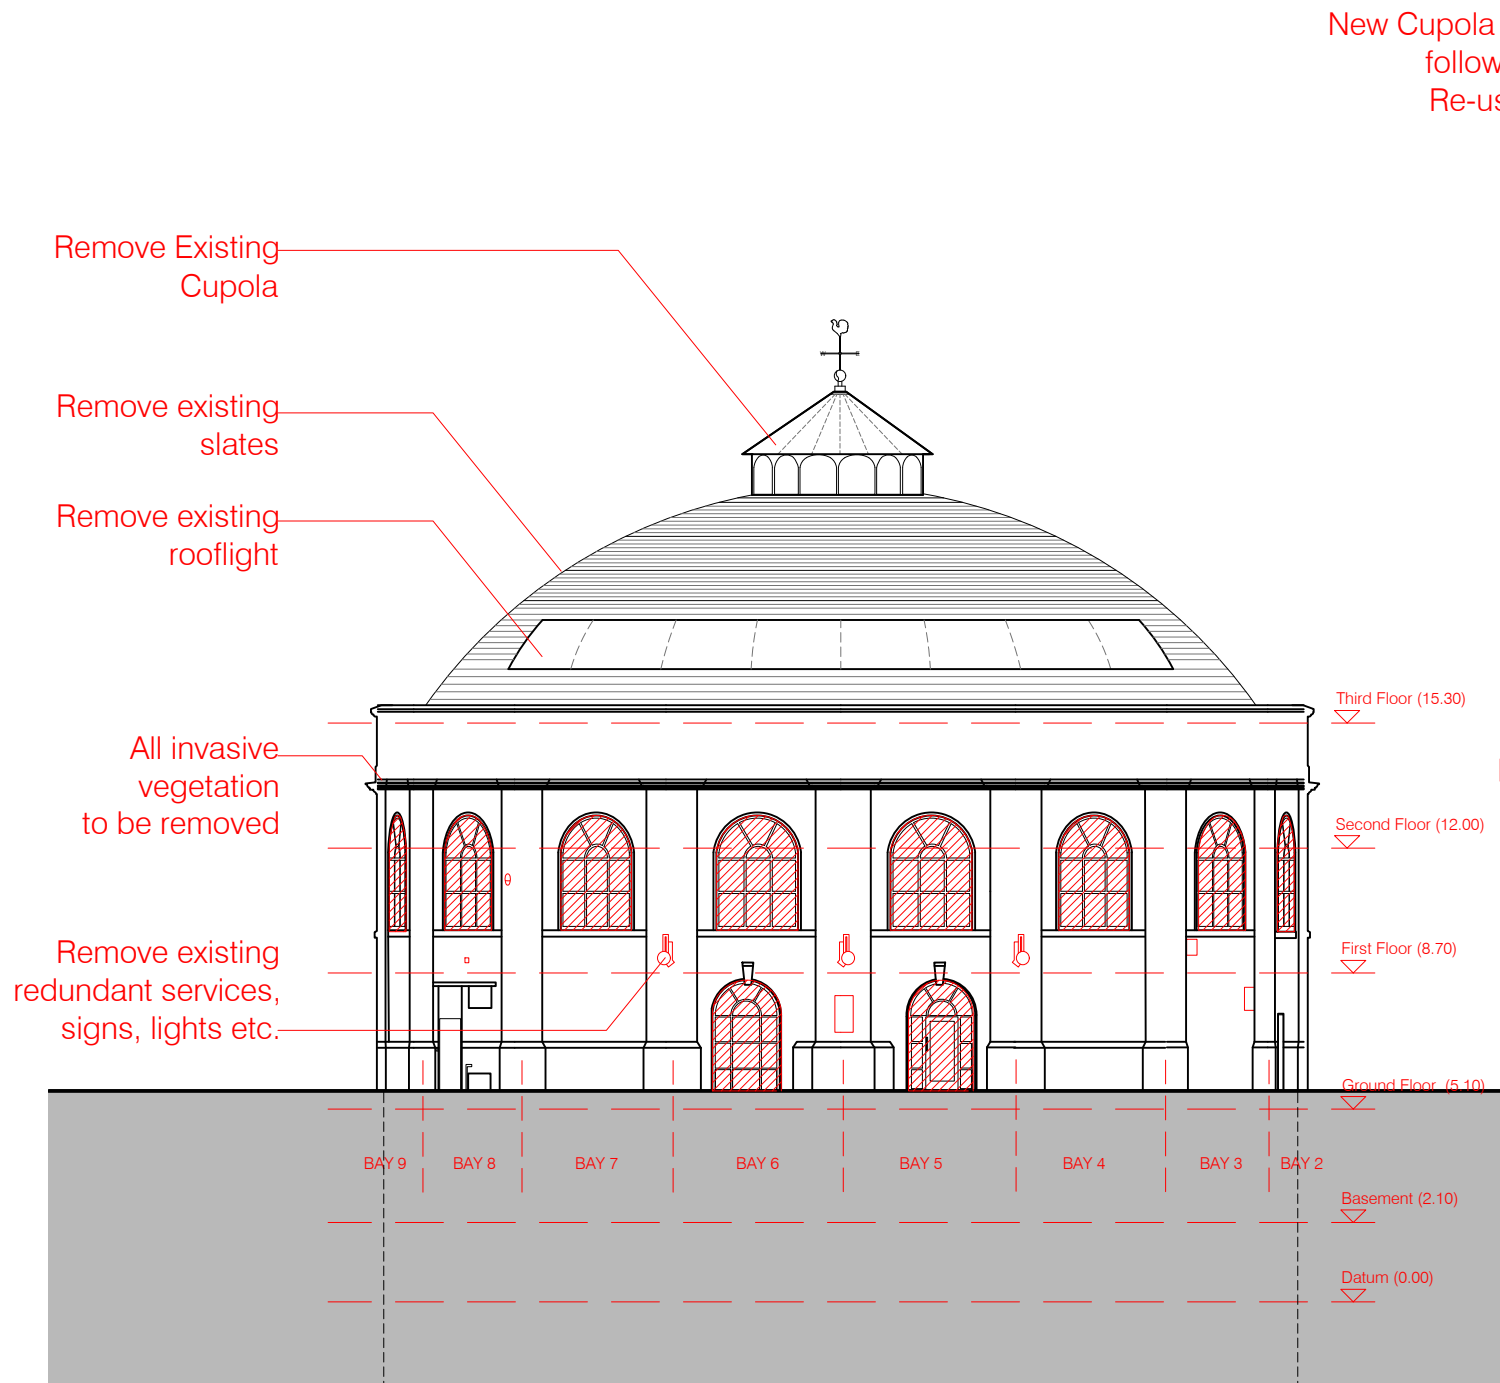 New Cupola
follow
Re-us
Remove Existing
Cupola
Remove existing
slates
Remove existing
rooflight
Third Floor (15.30)
All invasive
vegetation
to be removed
Second Floor (12.00)
Remove existing
redundant services,
signs, lights etc.
First Floor (8.70)
Ground Floor (5.10)
BAY 9
BAY 8
BAY 7
BAY 6
BAY 5
BAY 4
BAY 3
BAY 2
Basement (2.10)
Datum (0.00)